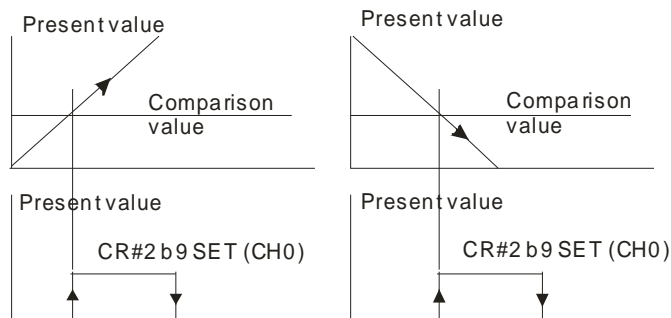 Present value
Comparison
value
Present value
CR#2 b9 SET (CH0)
Present value
Comparison
value
Present value
CR#2 b9 SET (CH0)